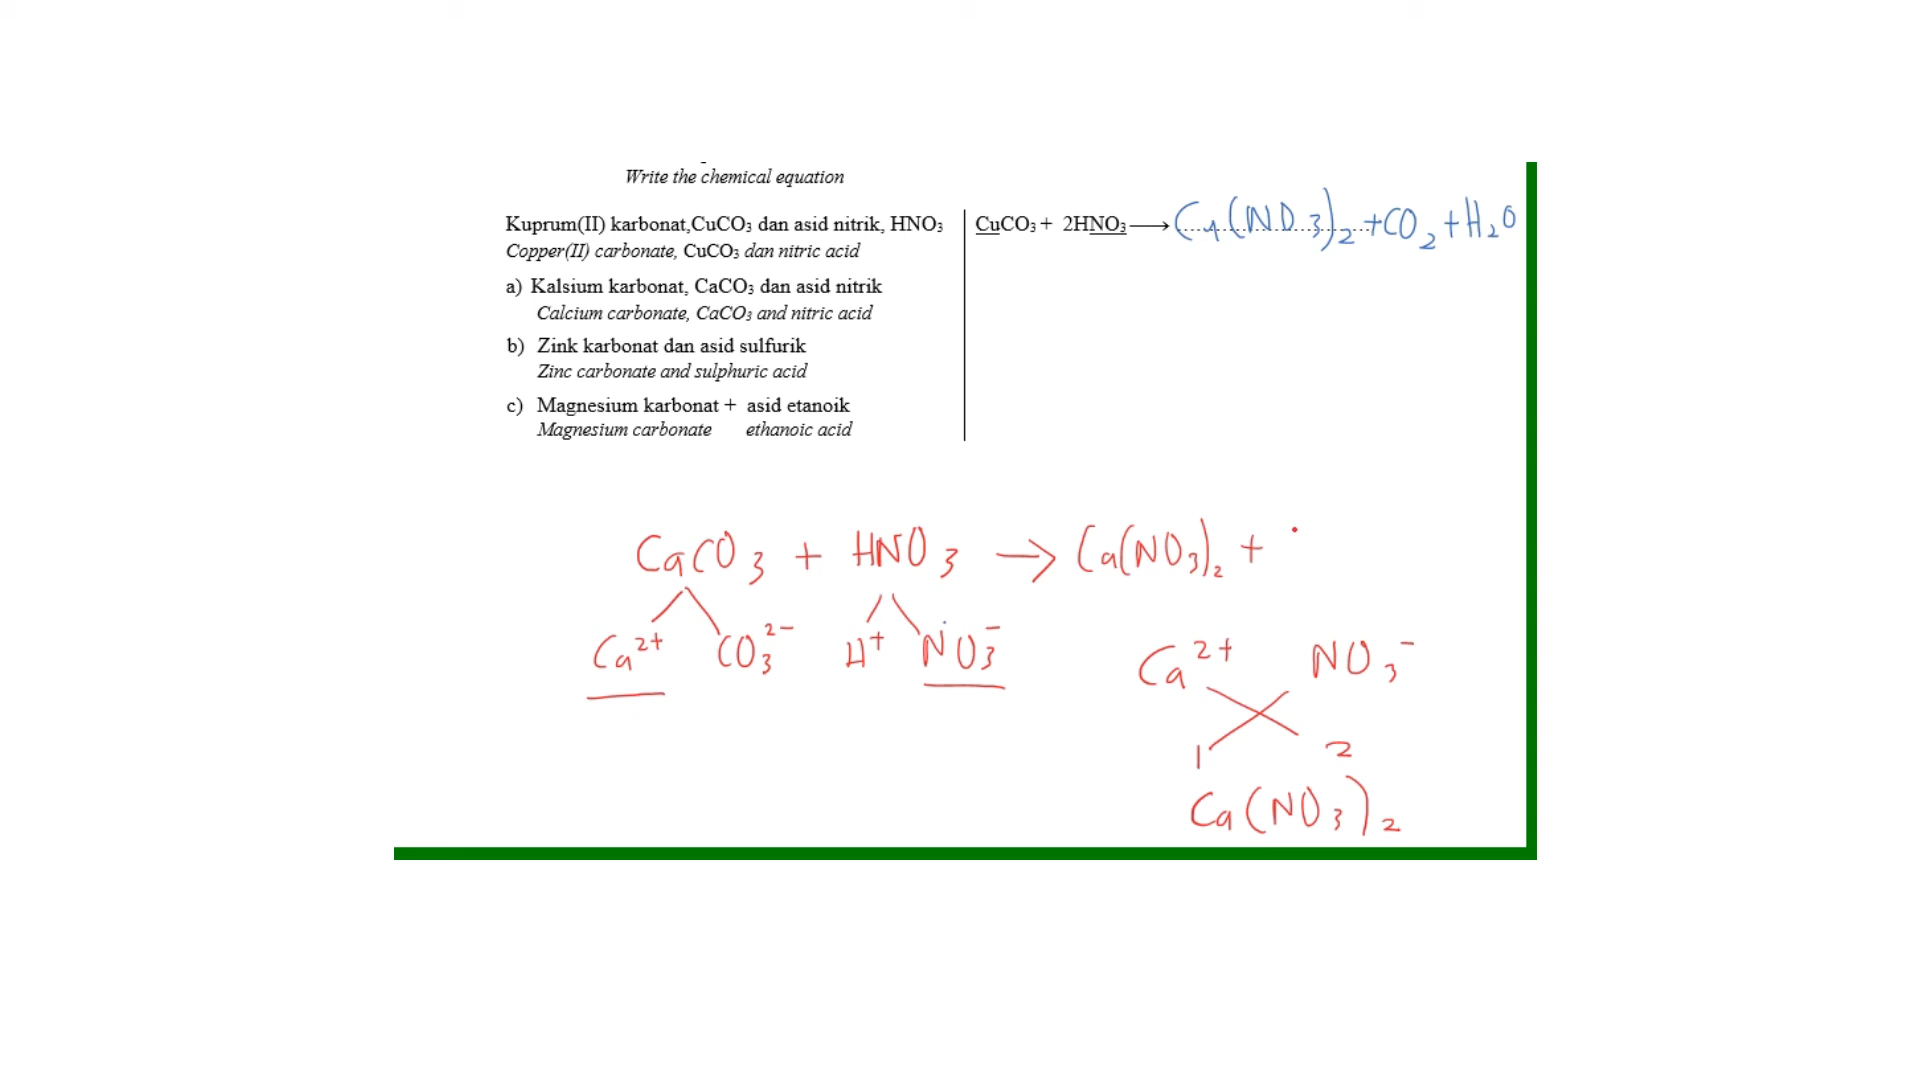 Write the chemical equation
Kuprum(II) karbonat,CuCO₃ dan asid nitrik, HNO₃
CuCO₃ + 2HNO₃ ⟶ Cu(NO3)₂ + CO₂ + H₂O
Copper(II) carbonate, CuCO₃ dan nitric acid
a) Kalsium karbonat, CaCO₃ dan asid nitrik
Calcium carbonate, CaCO₃ and nitric acid
b) Zink karbonat dan asid sulfurik
Zinc carbonate and sulphuric acid
c) Magnesium karbonat + asid etanoik
Magnesium carbonate ethanoic acid
CaCO₃ + HNO₃ → Ca(NO₃)₂ +
Ca²⁺ CO₃²⁻ H⁺ NO₃⁻
Ca²⁺ NO₃⁻
1 2
Ca(NO₃)₂